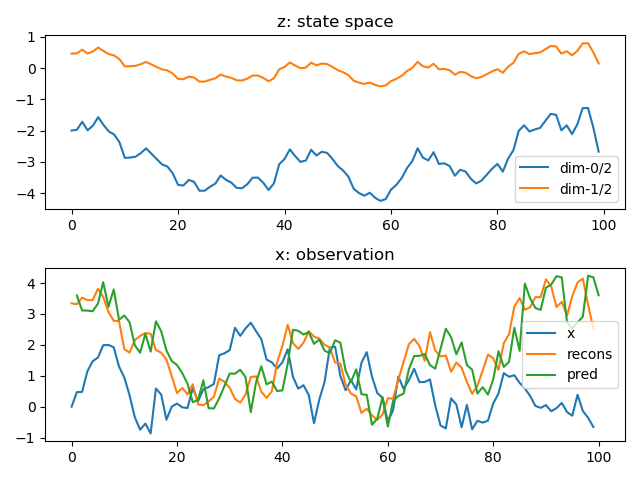 z: state space
1
0
−1
−2
−3
−4
dim-0/2
dim-1/2
0 20 40 60 80 100
x: observation
4
3
2
1
0
−1
x
recons
pred
0 20 40 60 80 100